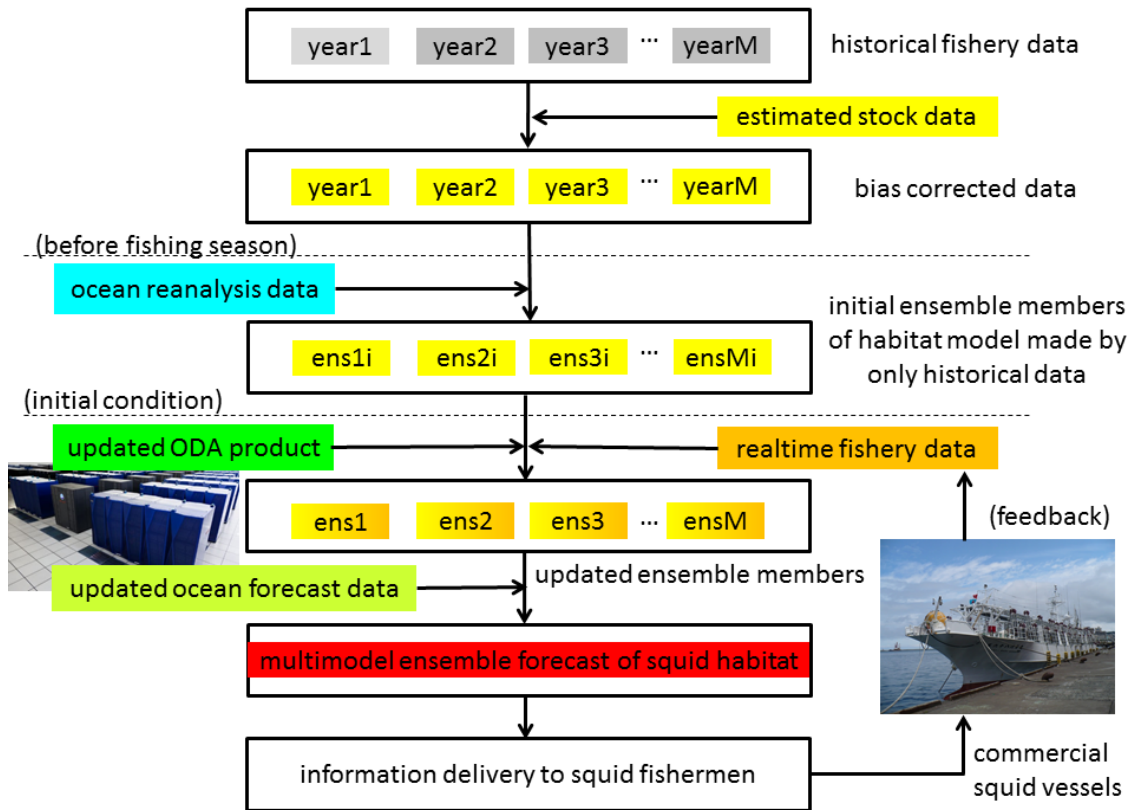 year1 year2 year3 ... yearM
historical fishery data
estimated stock data
year1 year2 year3 ... yearM
bias corrected data
(before fishing season)
ocean reanalysis data
initial ensemble members
of habitat model made by
only historical data
ens1i ens2i ens3i ... ensMi
(initial condition)
updated ODA product
realtime fishery data
ens1 ens2 ens3 ... ensM
(feedback)
updated ensemble members
updated ocean forecast data
multimodel ensemble forecast of squid habitat
information delivery to squid fishermen
commercial
squid vessels